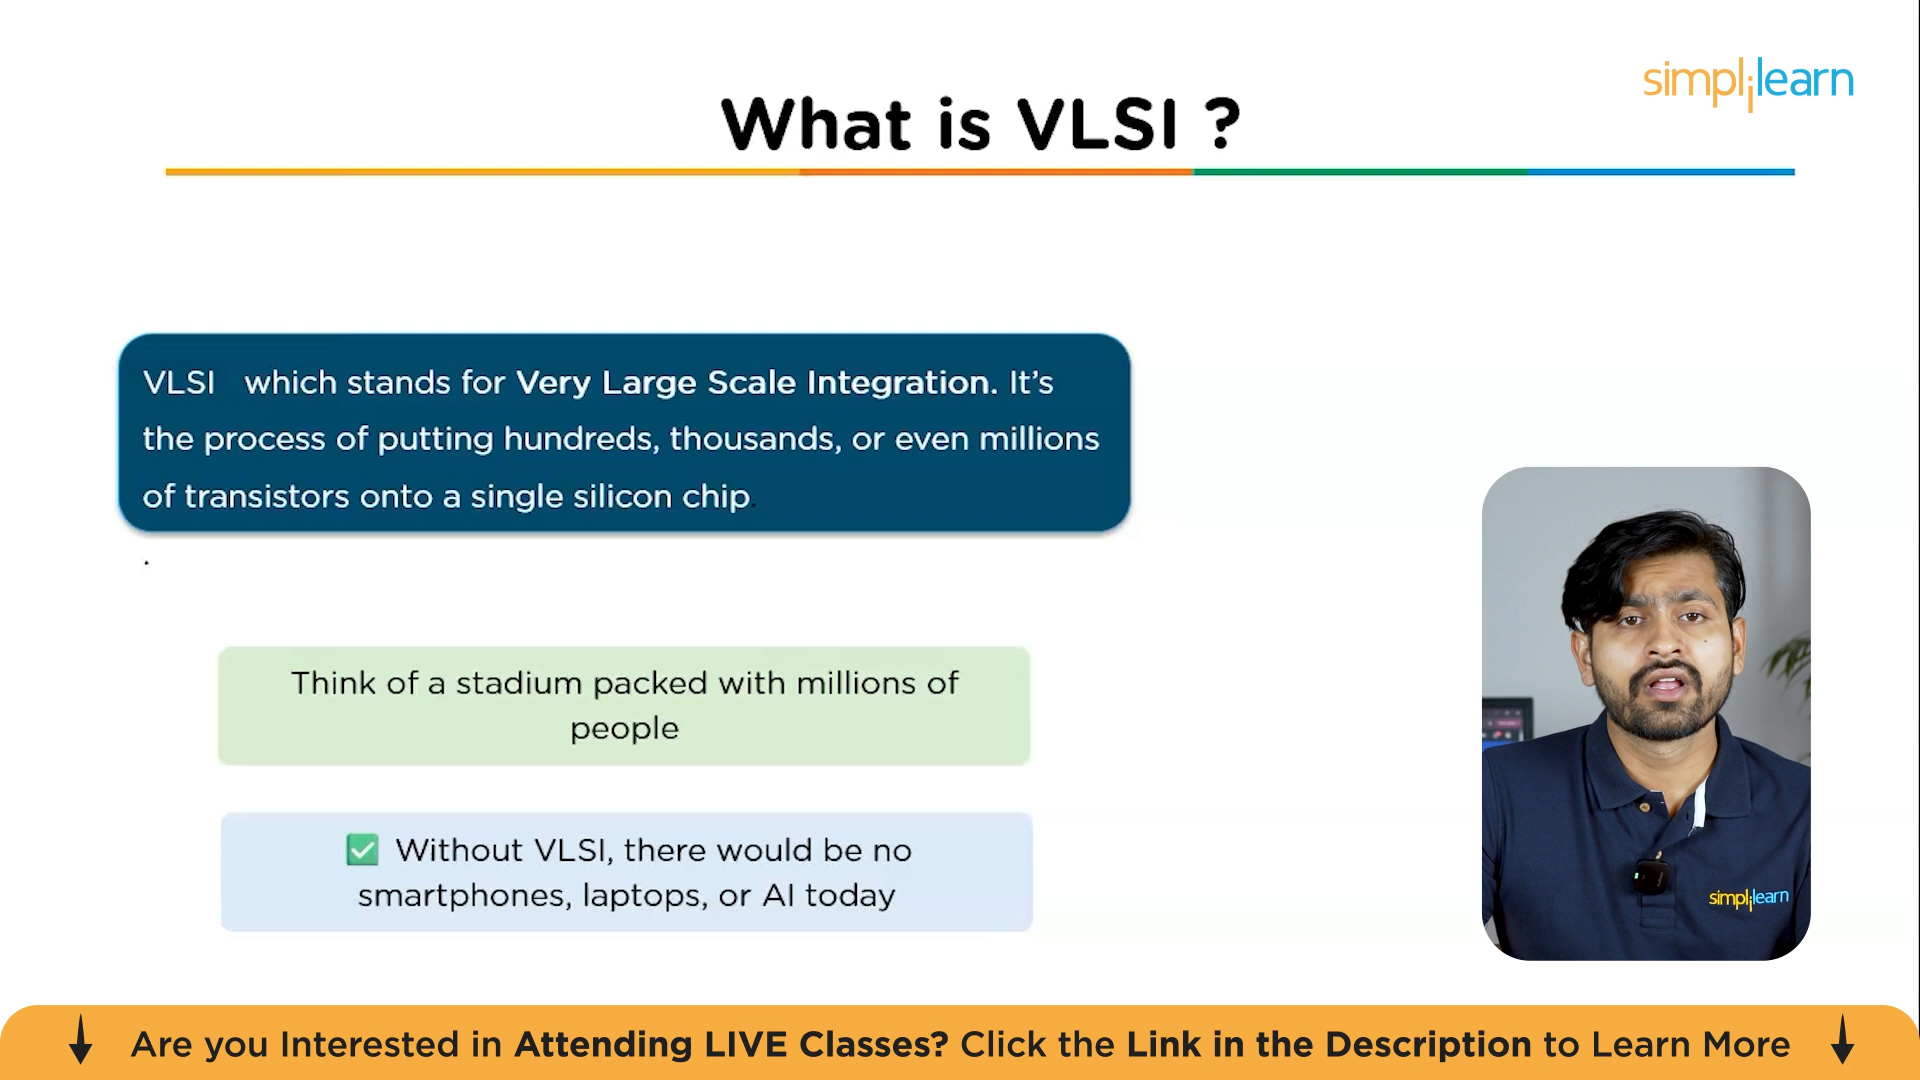 simplilearn
What is VLSI ?
VLSI which stands for Very Large Scale Integration. It's
the process of putting hundreds, thousands, or even millions
of transistors onto a single silicon chip.
.
Think of a stadium packed with millions of
people
✅ Without VLSI, there would be no
smartphones, laptops, or AI today
simplilearn
Are you Interested in Attending LIVE Classes? Click the Link in the Description to Learn More